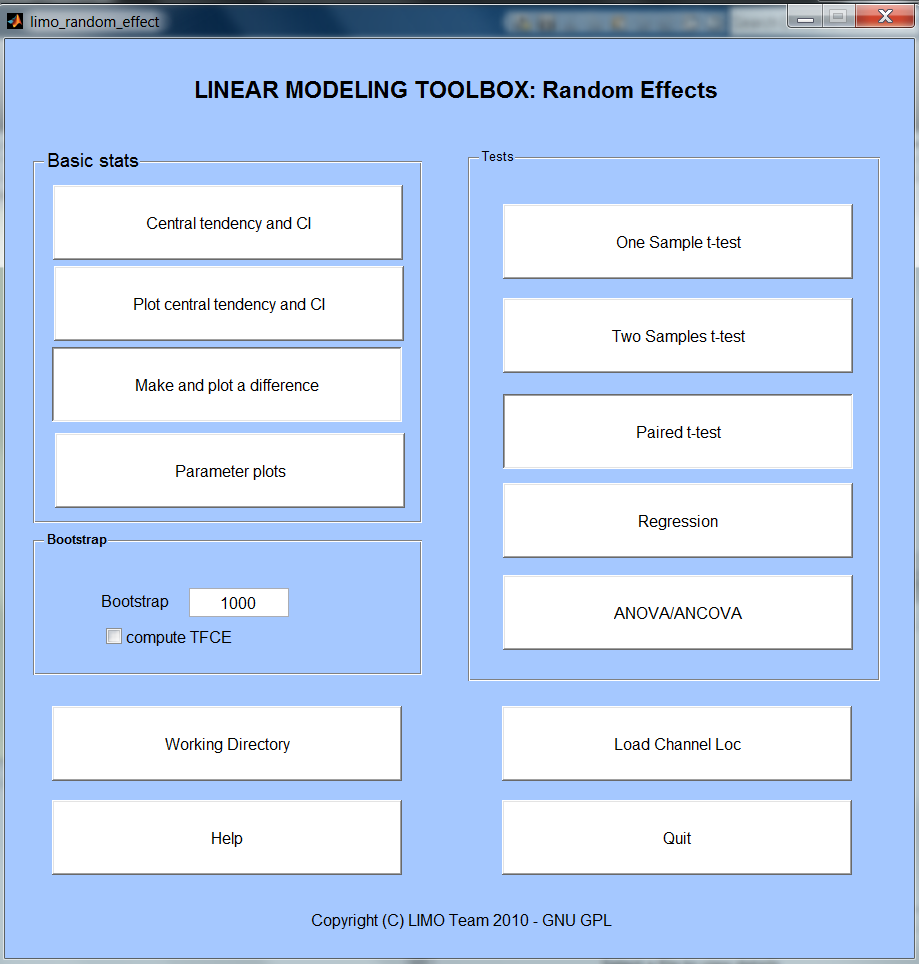 limo_random_effect
LINEAR MODELING TOOLBOX: Random Effects
Basic stats
Central tendency and CI
Plot central tendency and CI
Make and plot a difference
Parameter plots
Bootstrap
Bootstrap 1000
compute TFCE
Tests
One Sample t-test
Two Samples t-test
Paired t-test
Regression
ANOVA/ANCOVA
Working Directory
Load Channel Loc
Help
Quit
Copyright (C) LIMO Team 2010 - GNU GPL